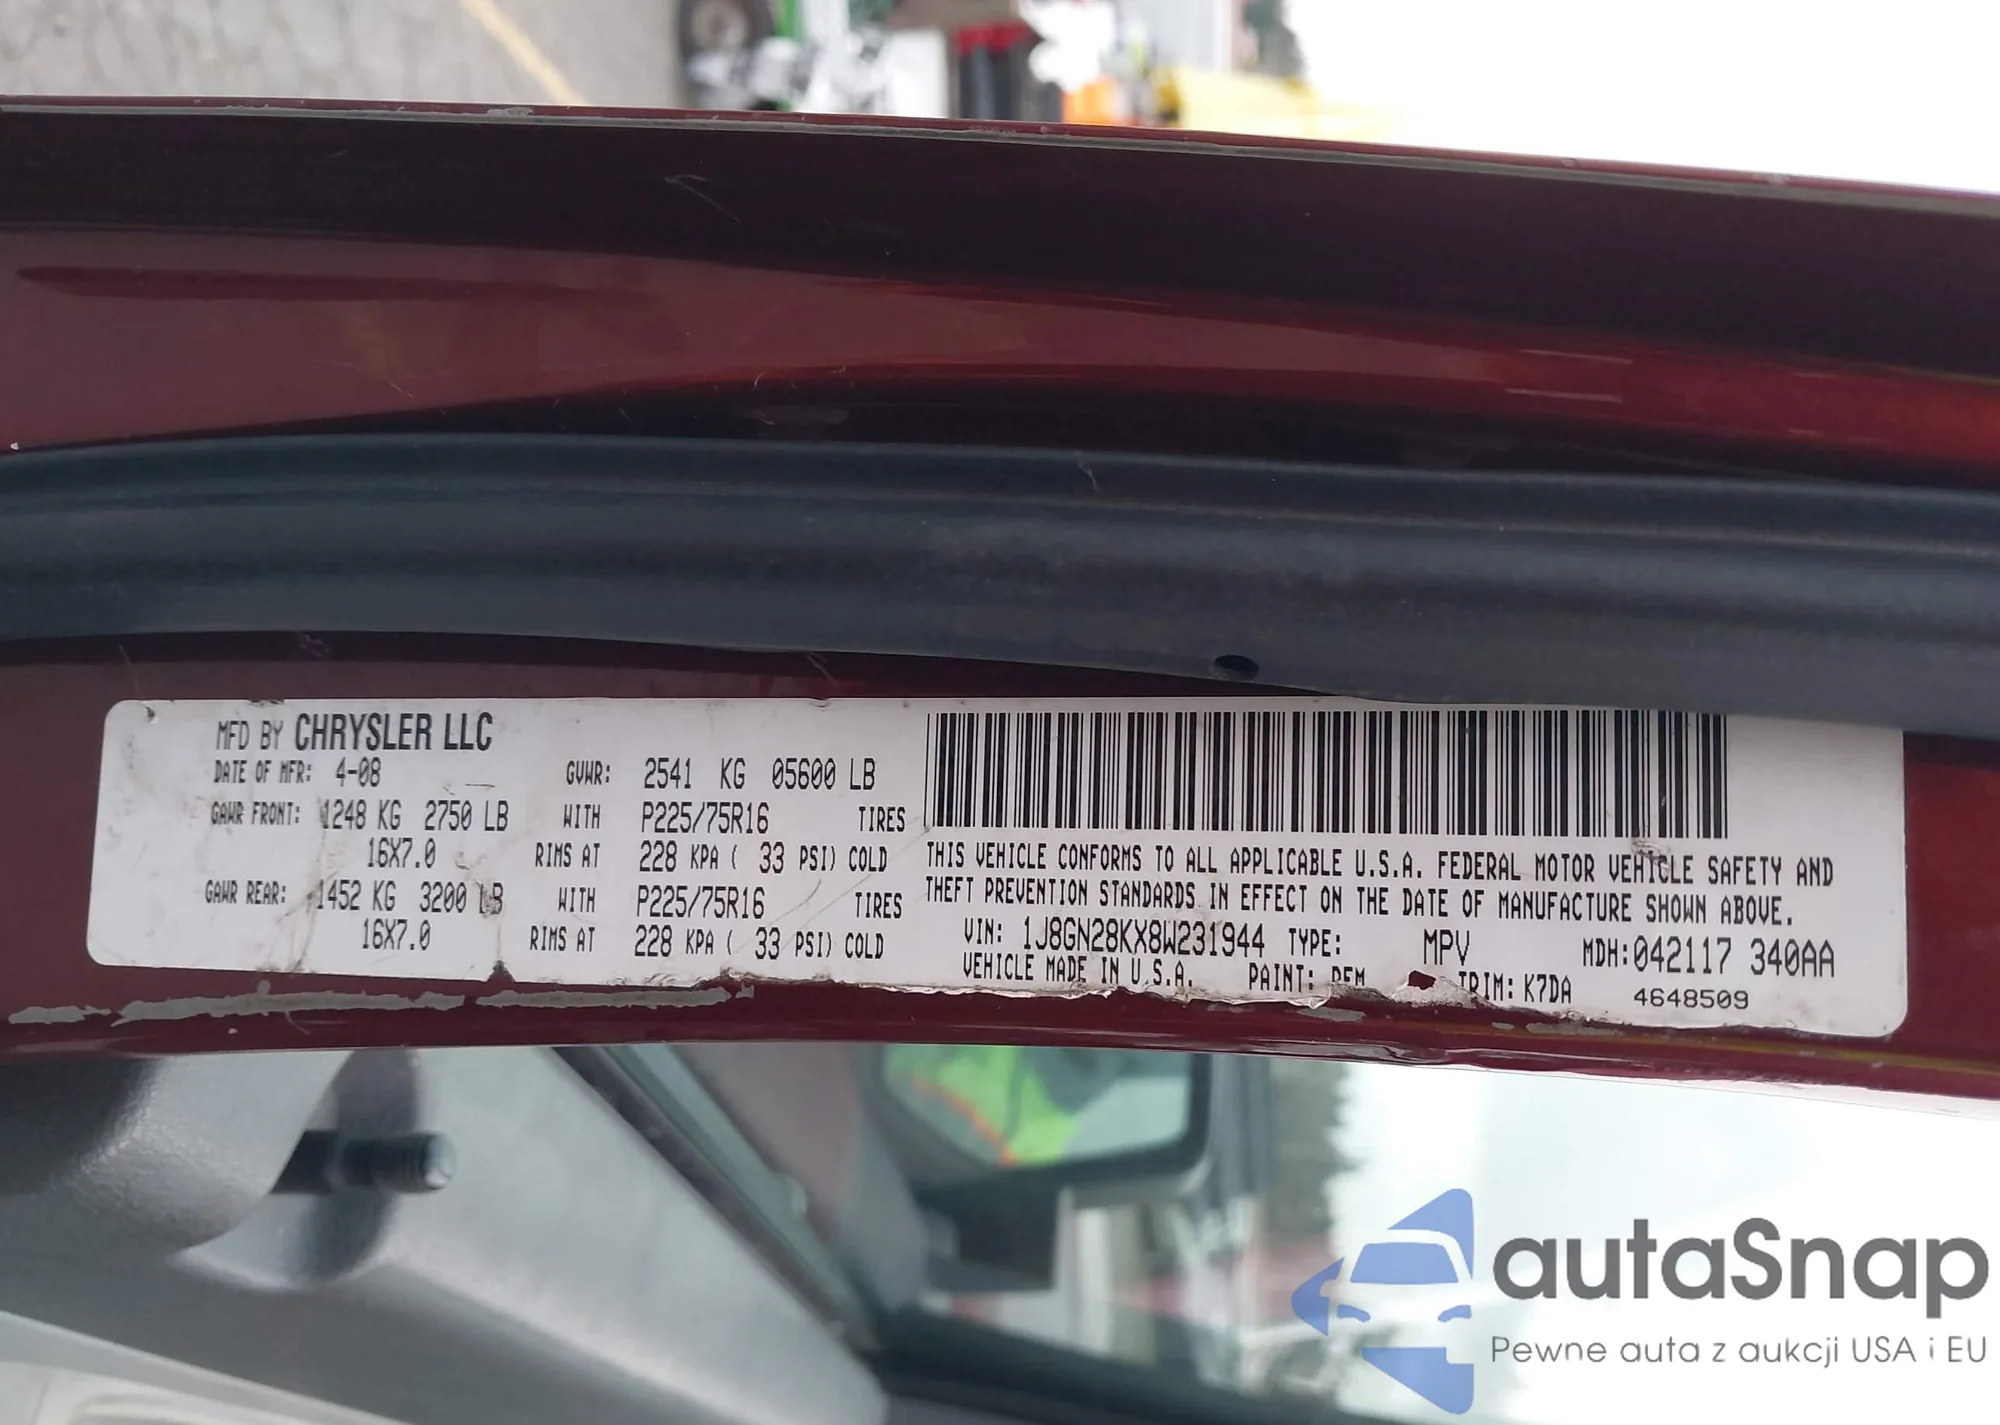 MFD BY CHRYSLER LLC
DATE OF MFR: 4-08 GVWR: 2541 KG 05600 LB
GAWR FRONT: 1248 KG 2750 LB WITH P225/75R16 TIRES
16X7.0 RIMS AT 228 KPA ( 33 PSI) COLD
GAWR REAR: 1452 KG 3200 LB WITH P225/75R16 TIRES
16X7.0 RIMS AT 228 KPA ( 33 PSI) COLD
THIS VEHICLE CONFORMS TO ALL APPLICABLE U.S.A. FEDERAL MOTOR VEHICLE SAFETY AND
THEFT PREVENTION STANDARDS IN EFFECT ON THE DATE OF MANUFACTURE SHOWN ABOVE.
VIN: 1J8GN28KX8W231944 TYPE: MPV MDH:042117 340AA
VEHICLE MADE IN U.S.A. PAINT: TRIM: K7DA 4648509
autaSnap
Pewne auta z aukcji USA i EU